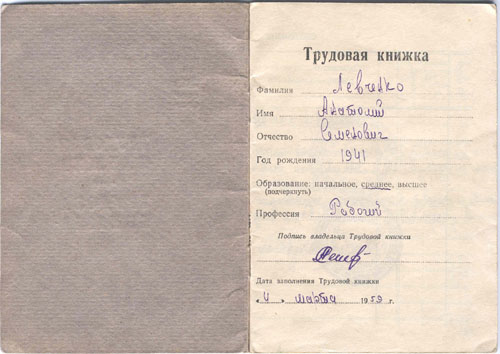 Трудовая книжка
Фамилия Левченко
Имя Анатолий
Отчество Семенович
Год рождения 1941
Образование: начальное, среднее, высшее
(подчеркнуть)
Профессия Рабочий
Подпись владельца Трудовой книжки
Дата заполнения Трудовой книжки
« 4 » марта 1959 г.